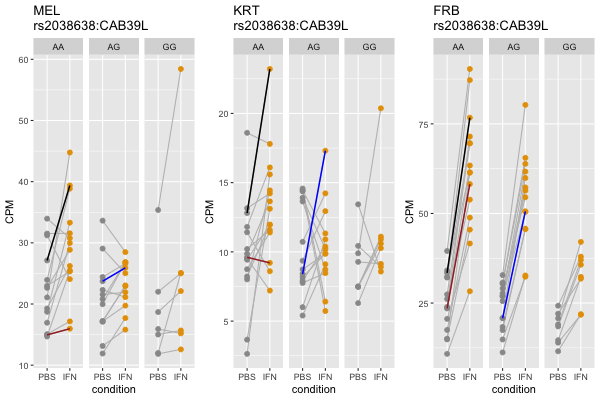 MEL
rs2038638:CAB39L
AA AG GG
60
50
40
30
20
10
CPM
PBS IFN PBS IFN PBS IFN
condition
KRT
rs2038638:CAB39L
AA AG GG
20
15
10
5
CPM
PBS IFN PBS IFN PBS IFN
condition
FRB
rs2038638:CAB39L
AA AG GG
75
50
25
CPM
PBS IFN PBS IFN PBS IFN
condition